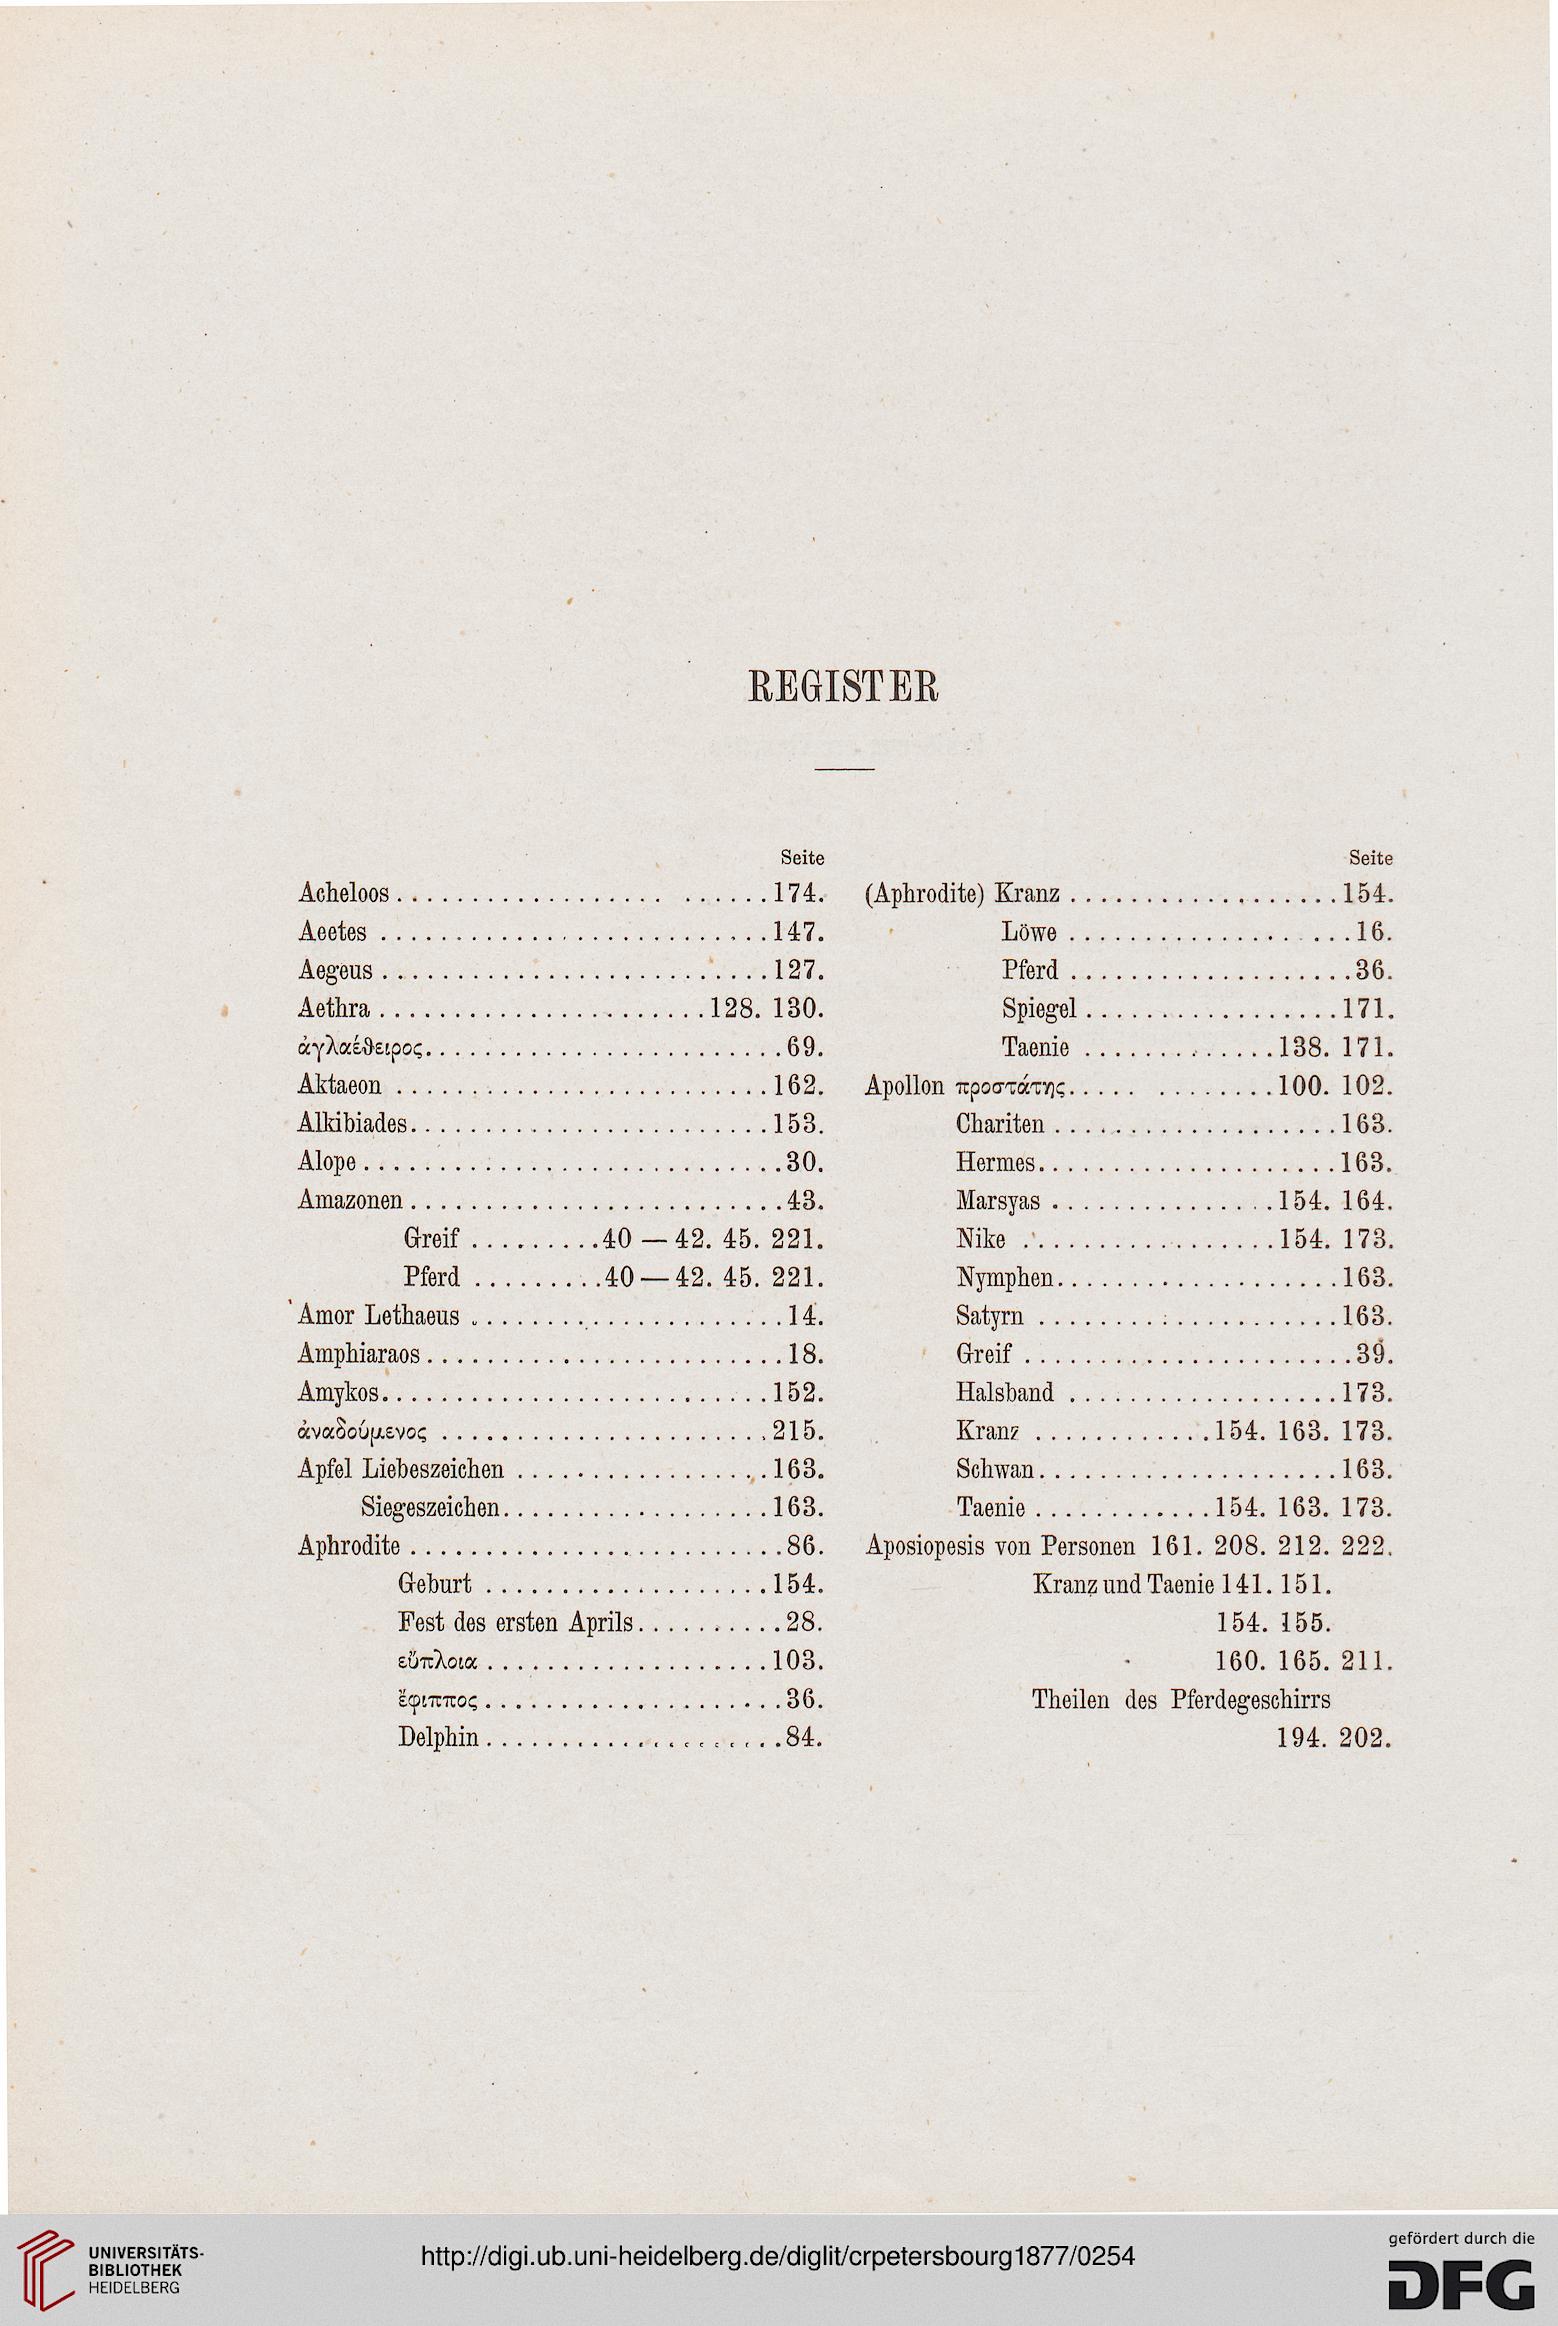 REGISTER
Seite
Acheloos . . . . . . . . . . . . . . . . . . . . . . . . 174.
Aeetes . . . . . . . . . . . . . . . . . . . . . . . . . . 147.
Aegeus . . . . . . . . . . . . . . . . . . . . . . . . . . 127.
Aethra . . . . . . . . . . . . . . . . . . . . . . 128. 130.
ἀγλαέθειρος . . . . . . . . . . . . . . . . . . . . . . . . 69.
Aktaeon . . . . . . . . . . . . . . . . . . . . . . . . . 162.
Alkibiades . . . . . . . . . . . . . . . . . . . . . . . . 153.
Alope . . . . . . . . . . . . . . . . . . . . . . . . . . . . 30.
Amazonen . . . . . . . . . . . . . . . . . . . . . . . . . 43.
Greif . . . . . . . . . 40 — 42. 45. 221.
Pferd . . . . . . . . . 40 — 42. 45. 221.
Amor Lethaeus . . . . . . . . . . . . . . . . . . . . . 14.
Amphiaraos . . . . . . . . . . . . . . . . . . . . . . . . 18.
Amykos . . . . . . . . . . . . . . . . . . . . . . . . . . 152.
ἀναδούμενος . . . . . . . . . . . . . . . . . . . . . . 215.
Apfel Liebeszeichen . . . . . . . . . . . . . . . . . 163.
Siegeszeichen . . . . . . . . . . . . . . . . . . 163.
Aphrodite . . . . . . . . . . . . . . . . . . . . . . . . . 86.
Geburt . . . . . . . . . . . . . . . . . . . 154.
Fest des ersten Aprils . . . . . . . . . . 28.
εὔπλοια . . . . . . . . . . . . . . . . . . . 103.
ἔφιππος . . . . . . . . . . . . . . . . . . . . 36.
Delphin . . . . . . . . . . . . . . . . . . . . 84.
Seite
(Aphrodite) Kranz . . . . . . . . . . . . . . . . . . 154.
Löwe . . . . . . . . . . . . . . . . . . . 16.
Pferd . . . . . . . . . . . . . . . . . . . 36.
Spiegel . . . . . . . . . . . . . . . . . 171.
Taenie . . . . . . . . . . . . . 138. 171.
Apollon προστάτης . . . . . . . . . . . . . 100. 102.
Chariten . . . . . . . . . . . . . . . . . . . 163.
Hermes . . . . . . . . . . . . . . . . . . . . 163.
Marsyas . . . . . . . . . . . . . . . 154. 164.
Nike . . . . . . . . . . . . . . . . . 154. 173.
Nymphen . . . . . . . . . . . . . . . . . . . 163.
Satyrn . . . . . . . . . . . . . . . . . . . . 163.
Greif . . . . . . . . . . . . . . . . . . . . . . 39.
Halsband . . . . . . . . . . . . . . . . . . 173.
Kranz . . . . . . . . . . . . 154. 163. 173.
Schwan . . . . . . . . . . . . . . . . . . . . 163.
Taenie . . . . . . . . . . . . 154. 163. 173.
Aposiopesis von Personen 161. 208. 212. 222.
Kranz und Taenie 141. 151.
154. 155.
160. 165. 211.
Theilen des Pferdegeschirrs
194. 202.
UNIVERSITÄTS-
BIBLIOTHEK
HEIDELBERG
http://digi.ub.uni-heidelberg.de/diglit/crpetersbourg1877/0254
gefördert durch die
DFG